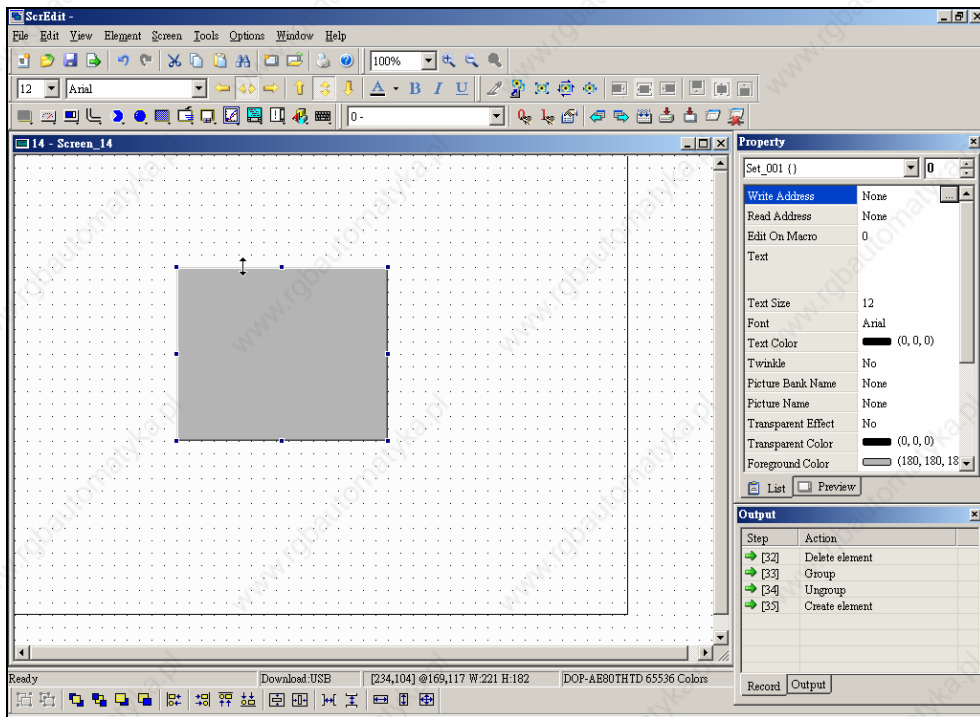 ScrEdit -
File Edit View Element Screen Tools Options Window Help
100%
12 Arial A B I U
0 -
14 - Screen_14
Property
Set_001 {} 0
Write Address None ...
Read Address None
Edit On Macro 0
Text
Text Size 12
Font Arial
Text Color (0, 0, 0)
Twinkle No
Picture Bank Name None
Picture Name None
Transparent Effect No
Transparent Color (0, 0, 0)
Foreground Color (180, 180, 18
List Preview
Output
Step Action
[32] Delete element
[33] Group
[34] Ungroup
[35] Create element
Record Output
Ready Download:USB [234,104] @169,117 W:221 H:182 DOP-AE80THTD 65536 Colors
www.rgbautomatyka.pl